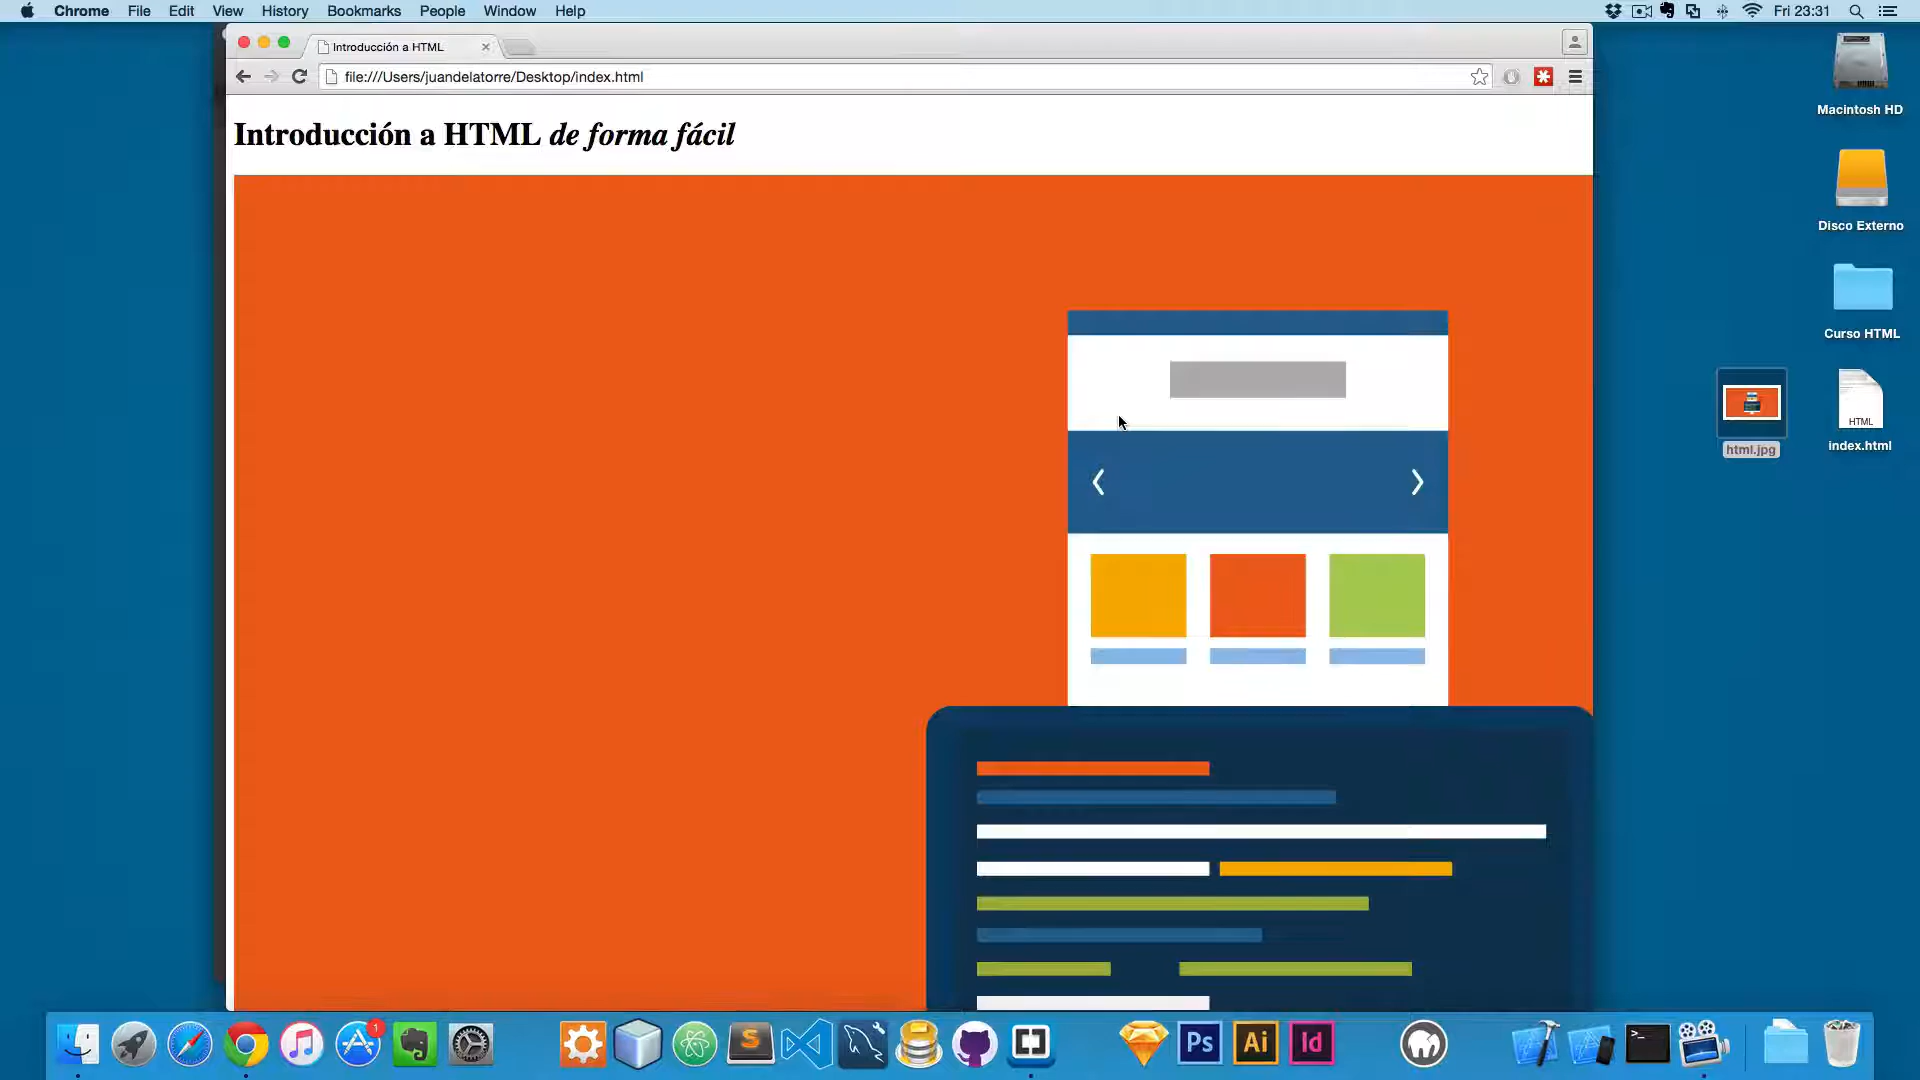 Chrome File Edit View History Bookmarks People Window Help
Fri 23:31
Introducción a HTML
file:///Users/juandelatorre/Desktop/index.html
Introducción a HTML de forma fácil
Macintosh HD
Disco Externo
Curso HTML
html.jpg
HTML
index.html
1
Ps
Ai
Id